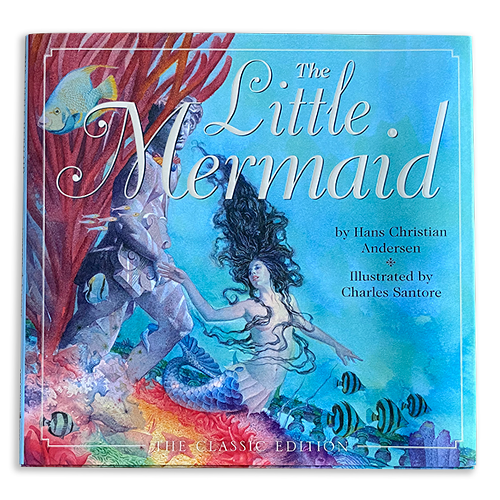 The
Little
Mermaid
by Hans Christian
Andersen
Illustrated by
Charles Santore
THE CLASSIC EDITION